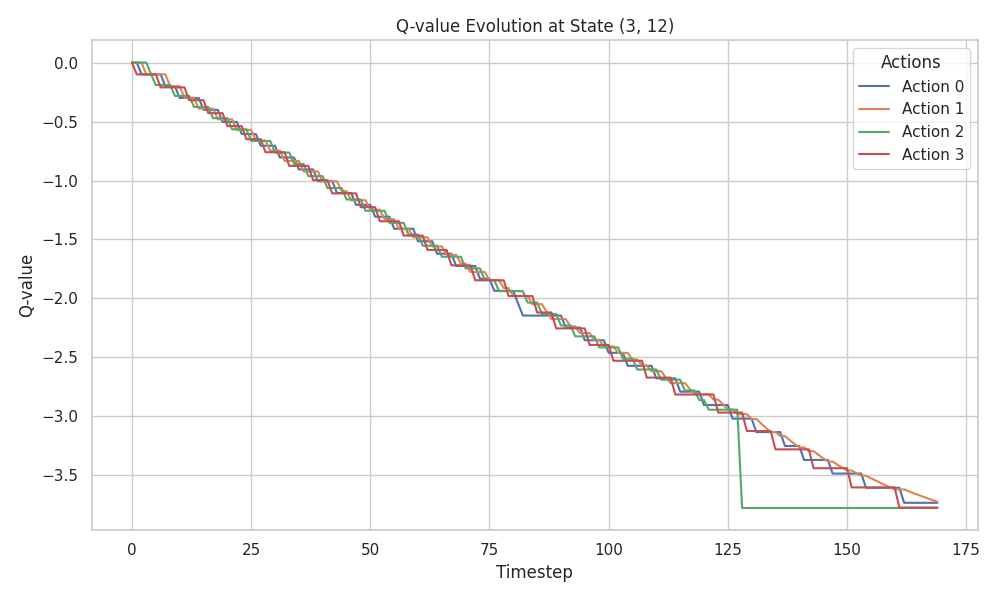 Q-value Evolution at State (3, 12)
Actions
Action 0
Action 1
Action 2
Action 3
Q-value
0.0
−0.5
−1.0
−1.5
−2.0
−2.5
−3.0
−3.5
0 25 50 75 100 125 150 175
Timestep